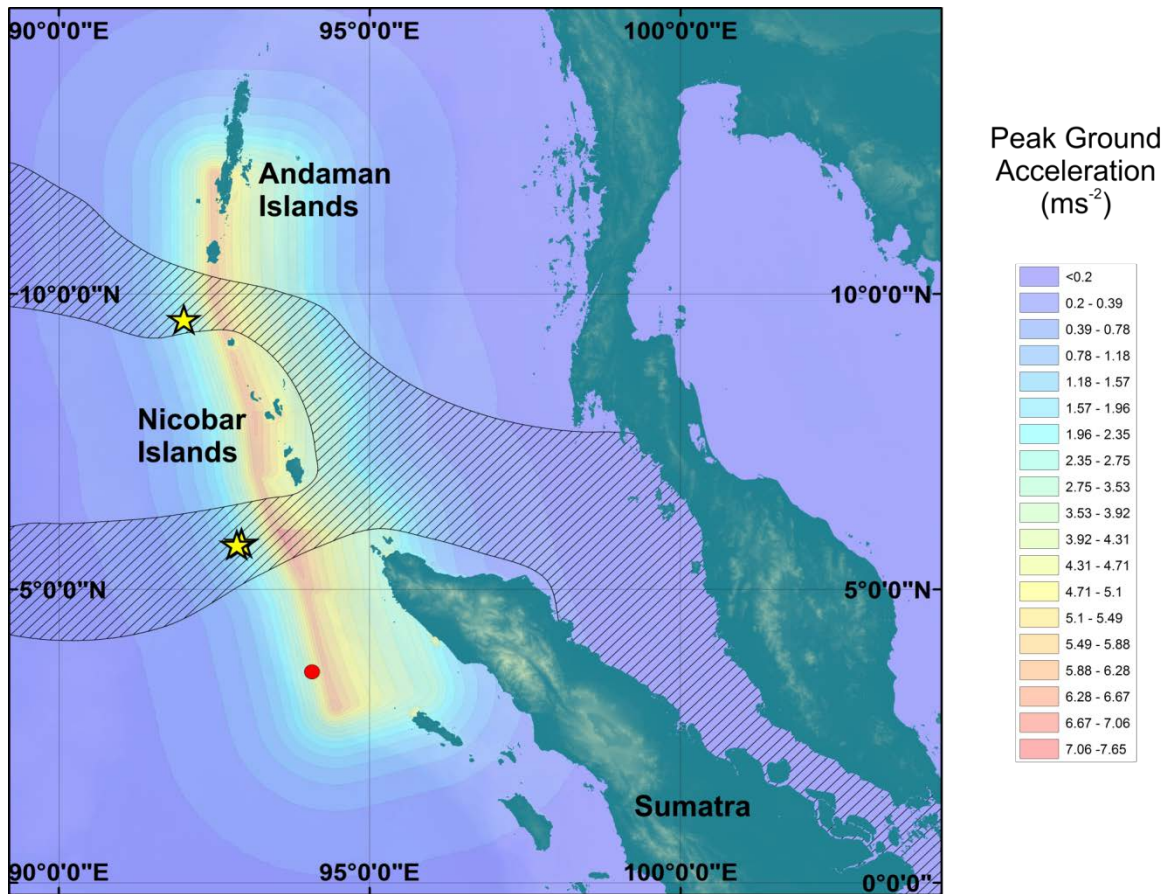 90°0'0"E 95°0'0"E 100°0'0"E
Andaman
Islands
10°0'0"N 10°0'0"N
Nicobar
Islands
5°0'0"N 5°0'0"N
Sumatra
90°0'0"E 95°0'0"E 100°0'0"E 0°0'0"
Peak Ground
Acceleration
(ms-2)
<0.2
0.2 - 0.39
0.39 - 0.78
0.78 - 1.18
1.18 - 1.57
1.57 - 1.96
1.96 - 2.35
2.35 - 2.75
2.75 - 3.53
3.53 - 3.92
3.92 - 4.31
4.31 - 4.71
4.71 - 5.1
5.1 - 5.49
5.49 - 5.88
5.88 - 6.28
6.28 - 6.67
6.67 - 7.06
7.06 -7.65